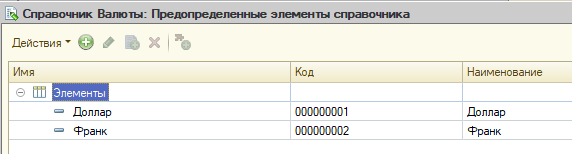 Справочник Валюты: Предопределенные элементы справочника
Действия
Имя Код Наименование
Элементы
Доллар 000000001 Доллар
Франк 000000002 Франк